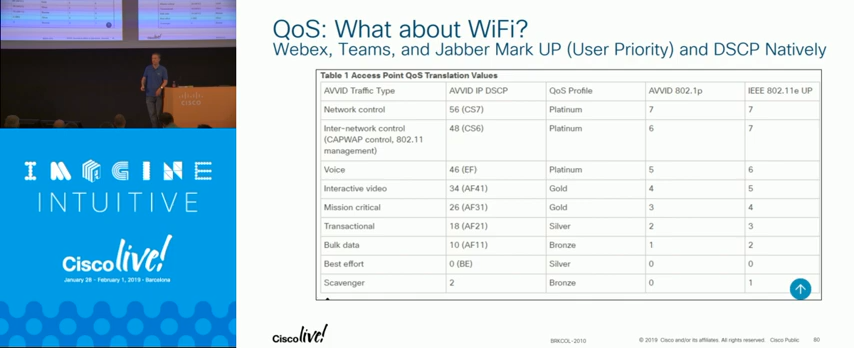 QoS: What about WiFi?
Webex, Teams, and Jabber Mark UP (User Priority) and DSCP Natively
Table 1 Access Point QoS Translation Values
AVVID Traffic Type AVVID IP DSCP QoS Profile AVVID 802.1p IEEE 802.11e UP
Network control 56 (CS7) Platinum 7 7
Inter-network control 48 (CS6) Platinum 6 7
(CAPWAP control, 802.11
management)
Voice 46 (EF) Platinum 5 6
Interactive video 34 (AF41) Gold 4 5
Mission critical 26 (AF31) Gold 3 4
Transactional 18 (AF21) Silver 2 3
Bulk data 10 (AF11) Bronze 1 2
Best effort 0 (BE) Silver 0 0
Scavenger 2 Bronze 0 1
IMAGINE
INTUITIVE
Cisco live!
January 28 - February 1, 2019 · Barcelona
Cisco live!
BRKCOL-2010
© 2019 Cisco and/or its affiliates. All rights reserved. Cisco Public
80